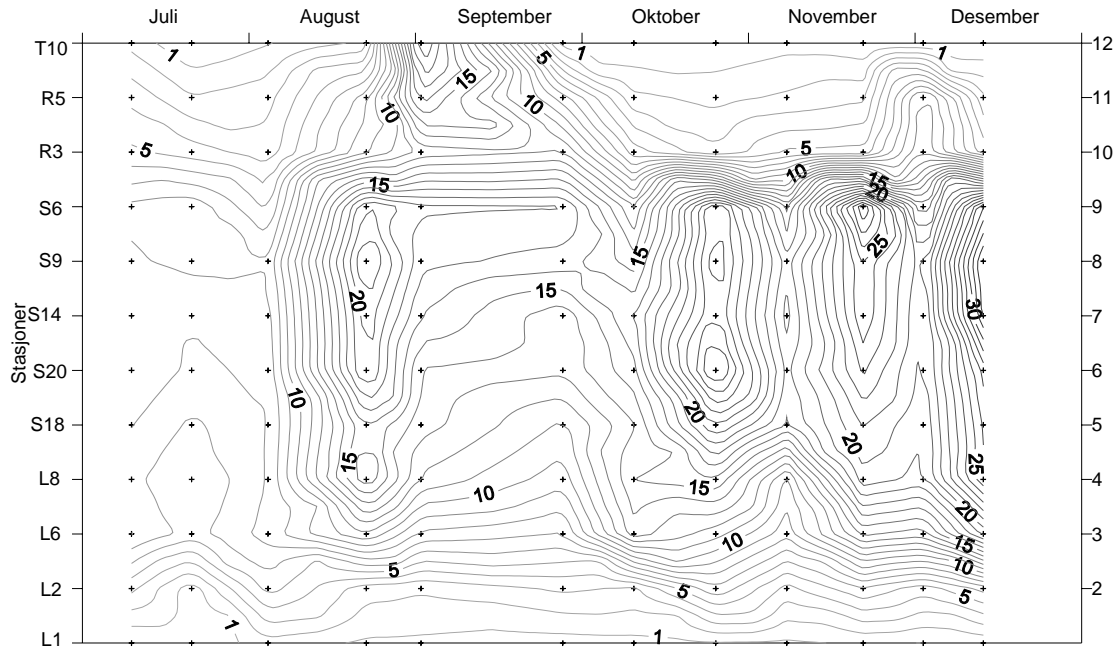 Juli August September Oktober November Desember
T10 1 1 5 1 12
15
R5 10 10 11
R3 5 5 10
15 10 15
20
S6 9
25
S9 15 8
15
S14 20 30 7
Stasjoner
S20 6
10
S18 20 20 5
15 25
L8 15 4
10 20
L6 10 15 3
5 10
L2 5 5 2
1
L1 1